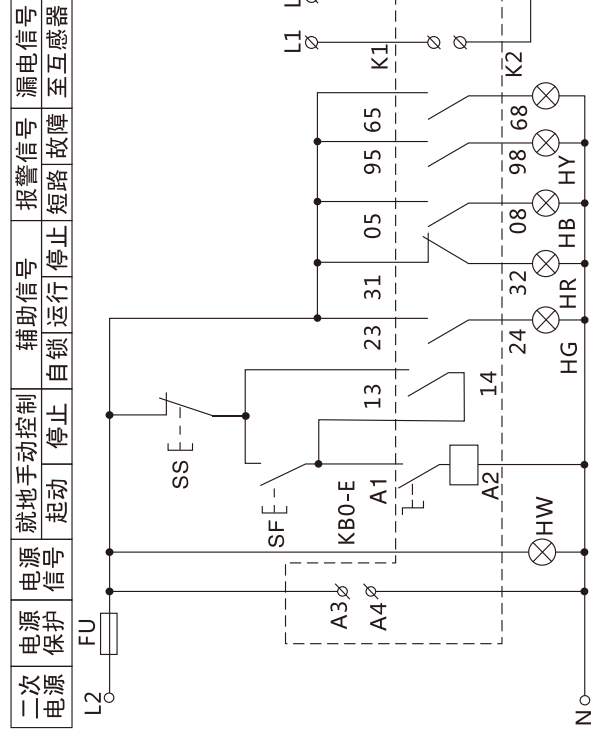 二次
电源
电源
保护
电源
信号
就地手动控制
起动
停止
辅助信号
自锁
运行
停止
报警信号
短路
故障
漏电信号
至互感器
L2
FU
SS
SF
KB0-E
A1
A2
A3
A4
HW
N
13
14
23
24
HG
31
32
HR
05
08
HB
95
98
HY
65
68
L1
K1
K2